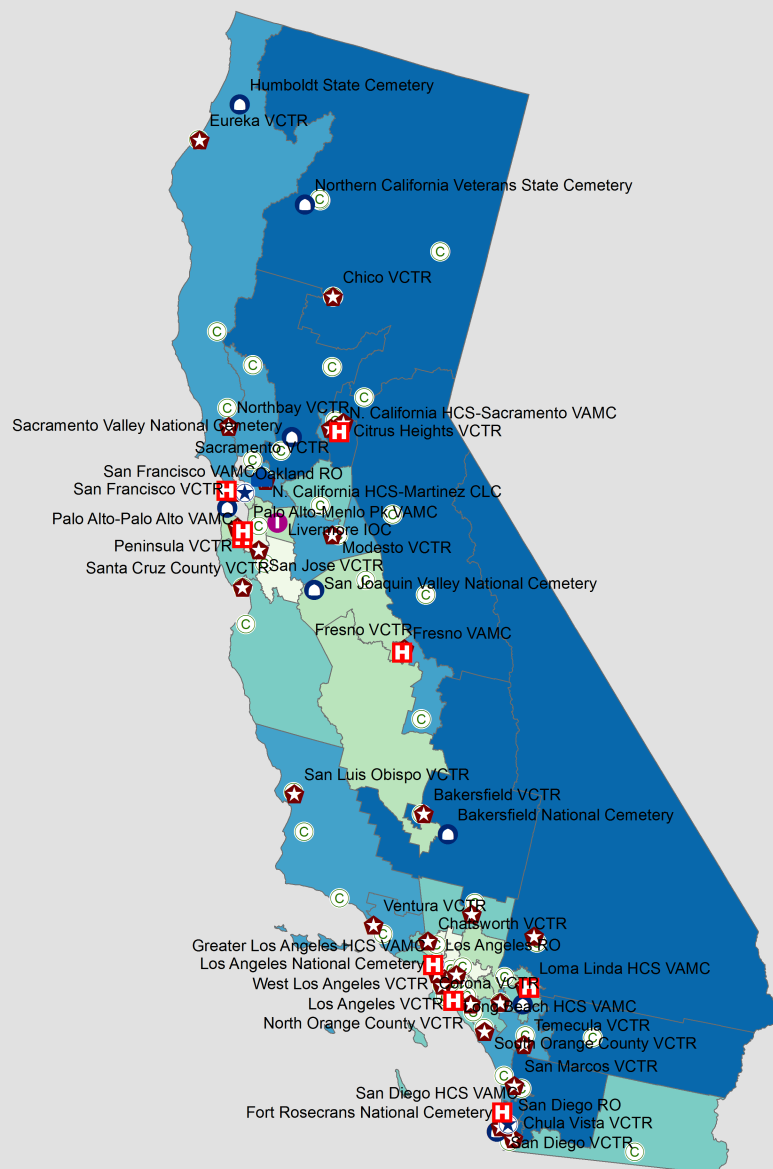 Humboldt State Cemetery
Eureka VCTR
Northern California Veterans State Cemetery
C
C
Chico VCTR
C
C
C
C
C
Northbay VCTR
N. California HCS-Sacramento VAMC
Sacramento Valley National Cemetery
H
Citrus Heights VCTR
Sacramento VCTR
C
C
San Francisco VAMC
Oakland RO
San Francisco VCTR
H
N. California HCS-Martinez CLC
C
Palo Alto-Menlo Pk VAMC
C
Palo Alto-Palo Alto VAMC
C
I
Livermore IOC
H
Peninsula VCTR
Modesto VCTR
Santa Cruz County VCTR
San Jose VCTR
C
San Joaquin Valley National Cemetery
C
C
Fresno VCTR
Fresno VAMC
H
C
San Luis Obispo VCTR
Bakersfield VCTR
Bakersfield National Cemetery
C
C
Ventura VCTR
Chatsworth VCTR
C
Greater Los Angeles HCS VAMC
C
Los Angeles RO
Los Angeles National Cemetery
H
C
Loma Linda HCS VAMC
C
West Los Angeles VCTR
Corona VCTR
H
Los Angeles VCTR
H
Long Beach HCS VAMC
North Orange County VCTR
Temecula VCTR
C
C
South Orange County VCTR
San Marcos VCTR
C
San Diego HCS VAMC
C
San Diego RO
Fort Rosecrans National Cemetery
H
Chula Vista VCTR
San Diego VCTR
C